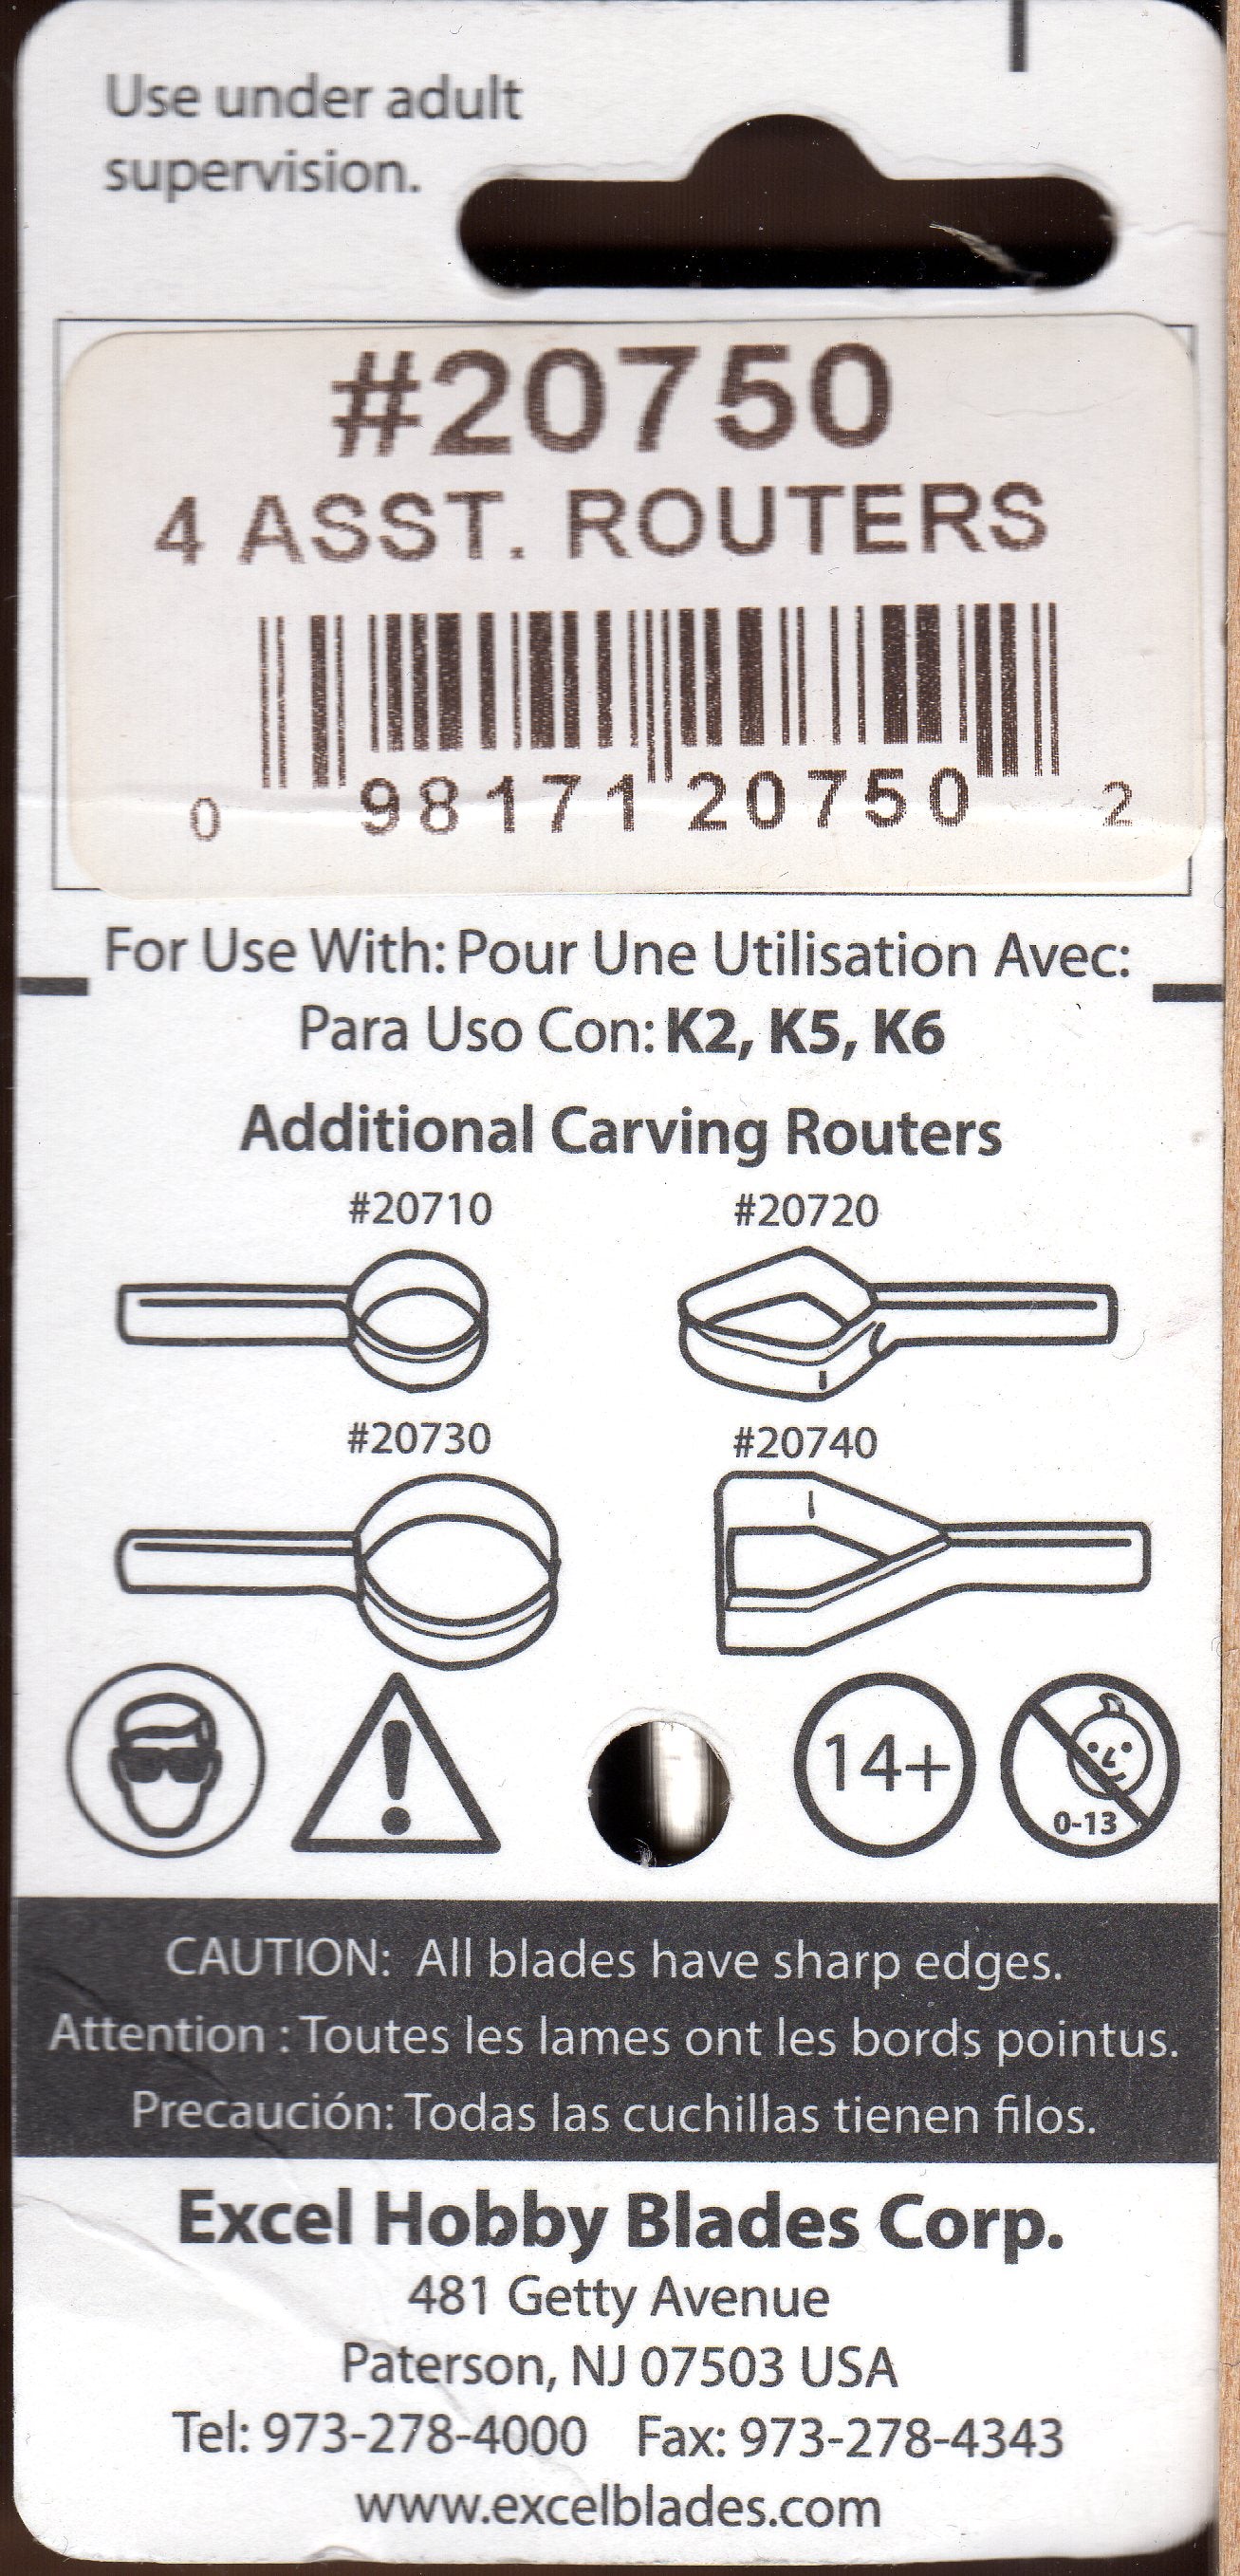 Use under adult
supervision.
#20750
4 ASST. ROUTERS
0 98171 20750 2
For Use With: Pour Une Utilisation Avec:
Para Uso Con: K2, K5, K6
Additional Carving Routers
#20710 #20720
#20730 #20740
14+
0-13
CAUTION: All blades have sharp edges.
Attention : Toutes les lames ont les bords pointus.
Precaución: Todas las cuchillas tienen filos.
Excel Hobby Blades Corp.
481 Getty Avenue
Paterson, NJ 07503 USA
Tel: 973-278-4000 Fax: 973-278-4343
www.excelblades.com